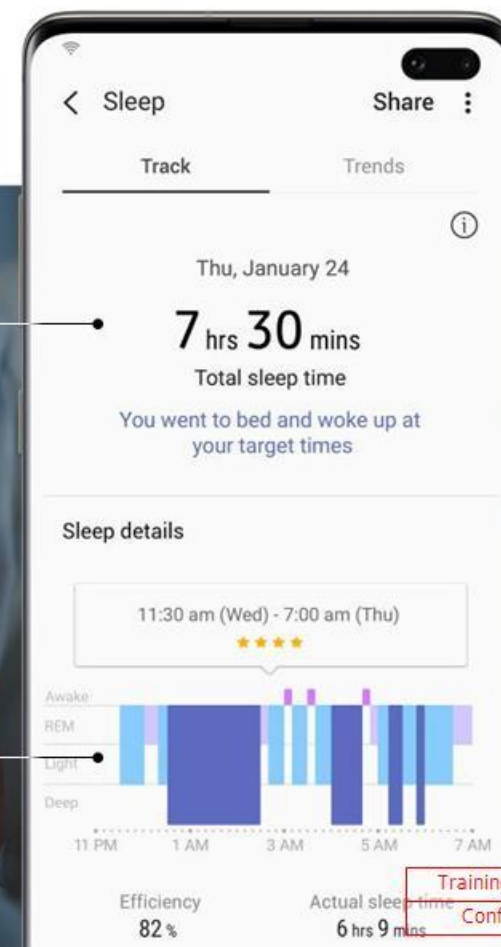 Sleep
Share
Track
Trends
Thu, January 24
7 hrs 30 mins
Total sleep time
You went to bed and woke up at
your target times
Sleep details
11:30 am (Wed) - 7:00 am (Thu)
Awake
REM
Light
Deep
11 PM 1 AM 3 AM 5 AM 7 AM
Efficiency
Actual sleep time
82 %
6 hrs 9 mins
Training
Conf